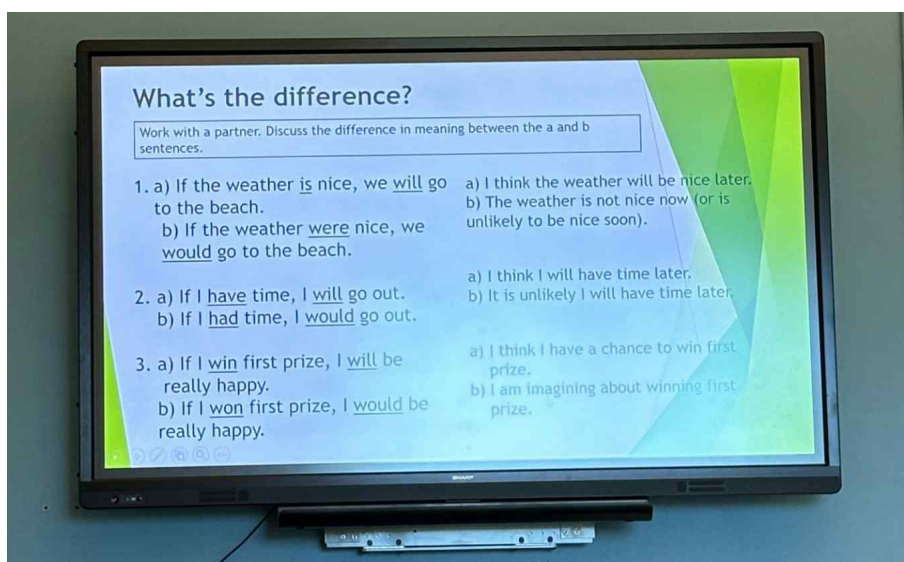 What's the difference?
Work with a partner. Discuss the difference in meaning between the a and b
sentences.
1. a) If the weather is nice, we will go
to the beach.
b) If the weather were nice, we
would go to the beach.
a) I think the weather will be nice later.
b) The weather is not nice now (or is
unlikely to be nice soon).
2. a) If I have time, I will go out.
b) If I had time, I would go out.
a) I think I will have time later.
b) It is unlikely I will have time later.
3. a) If I win first prize, I will be
really happy.
b) If I won first prize, I would be
really happy.
a) I think I have a chance to win first
prize.
b) I am imagining about winning first
prize.
SHARP